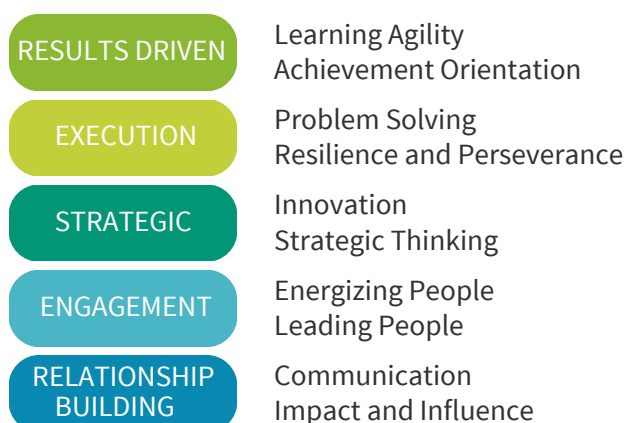 RESULTS DRIVEN
Learning Agility
Achievement Orientation
EXECUTION
Problem Solving
Resilience and Perseverance
STRATEGIC
Innovation
Strategic Thinking
ENGAGEMENT
Energizing People
Leading People
RELATIONSHIP
BUILDING
Communication
Impact and Influence